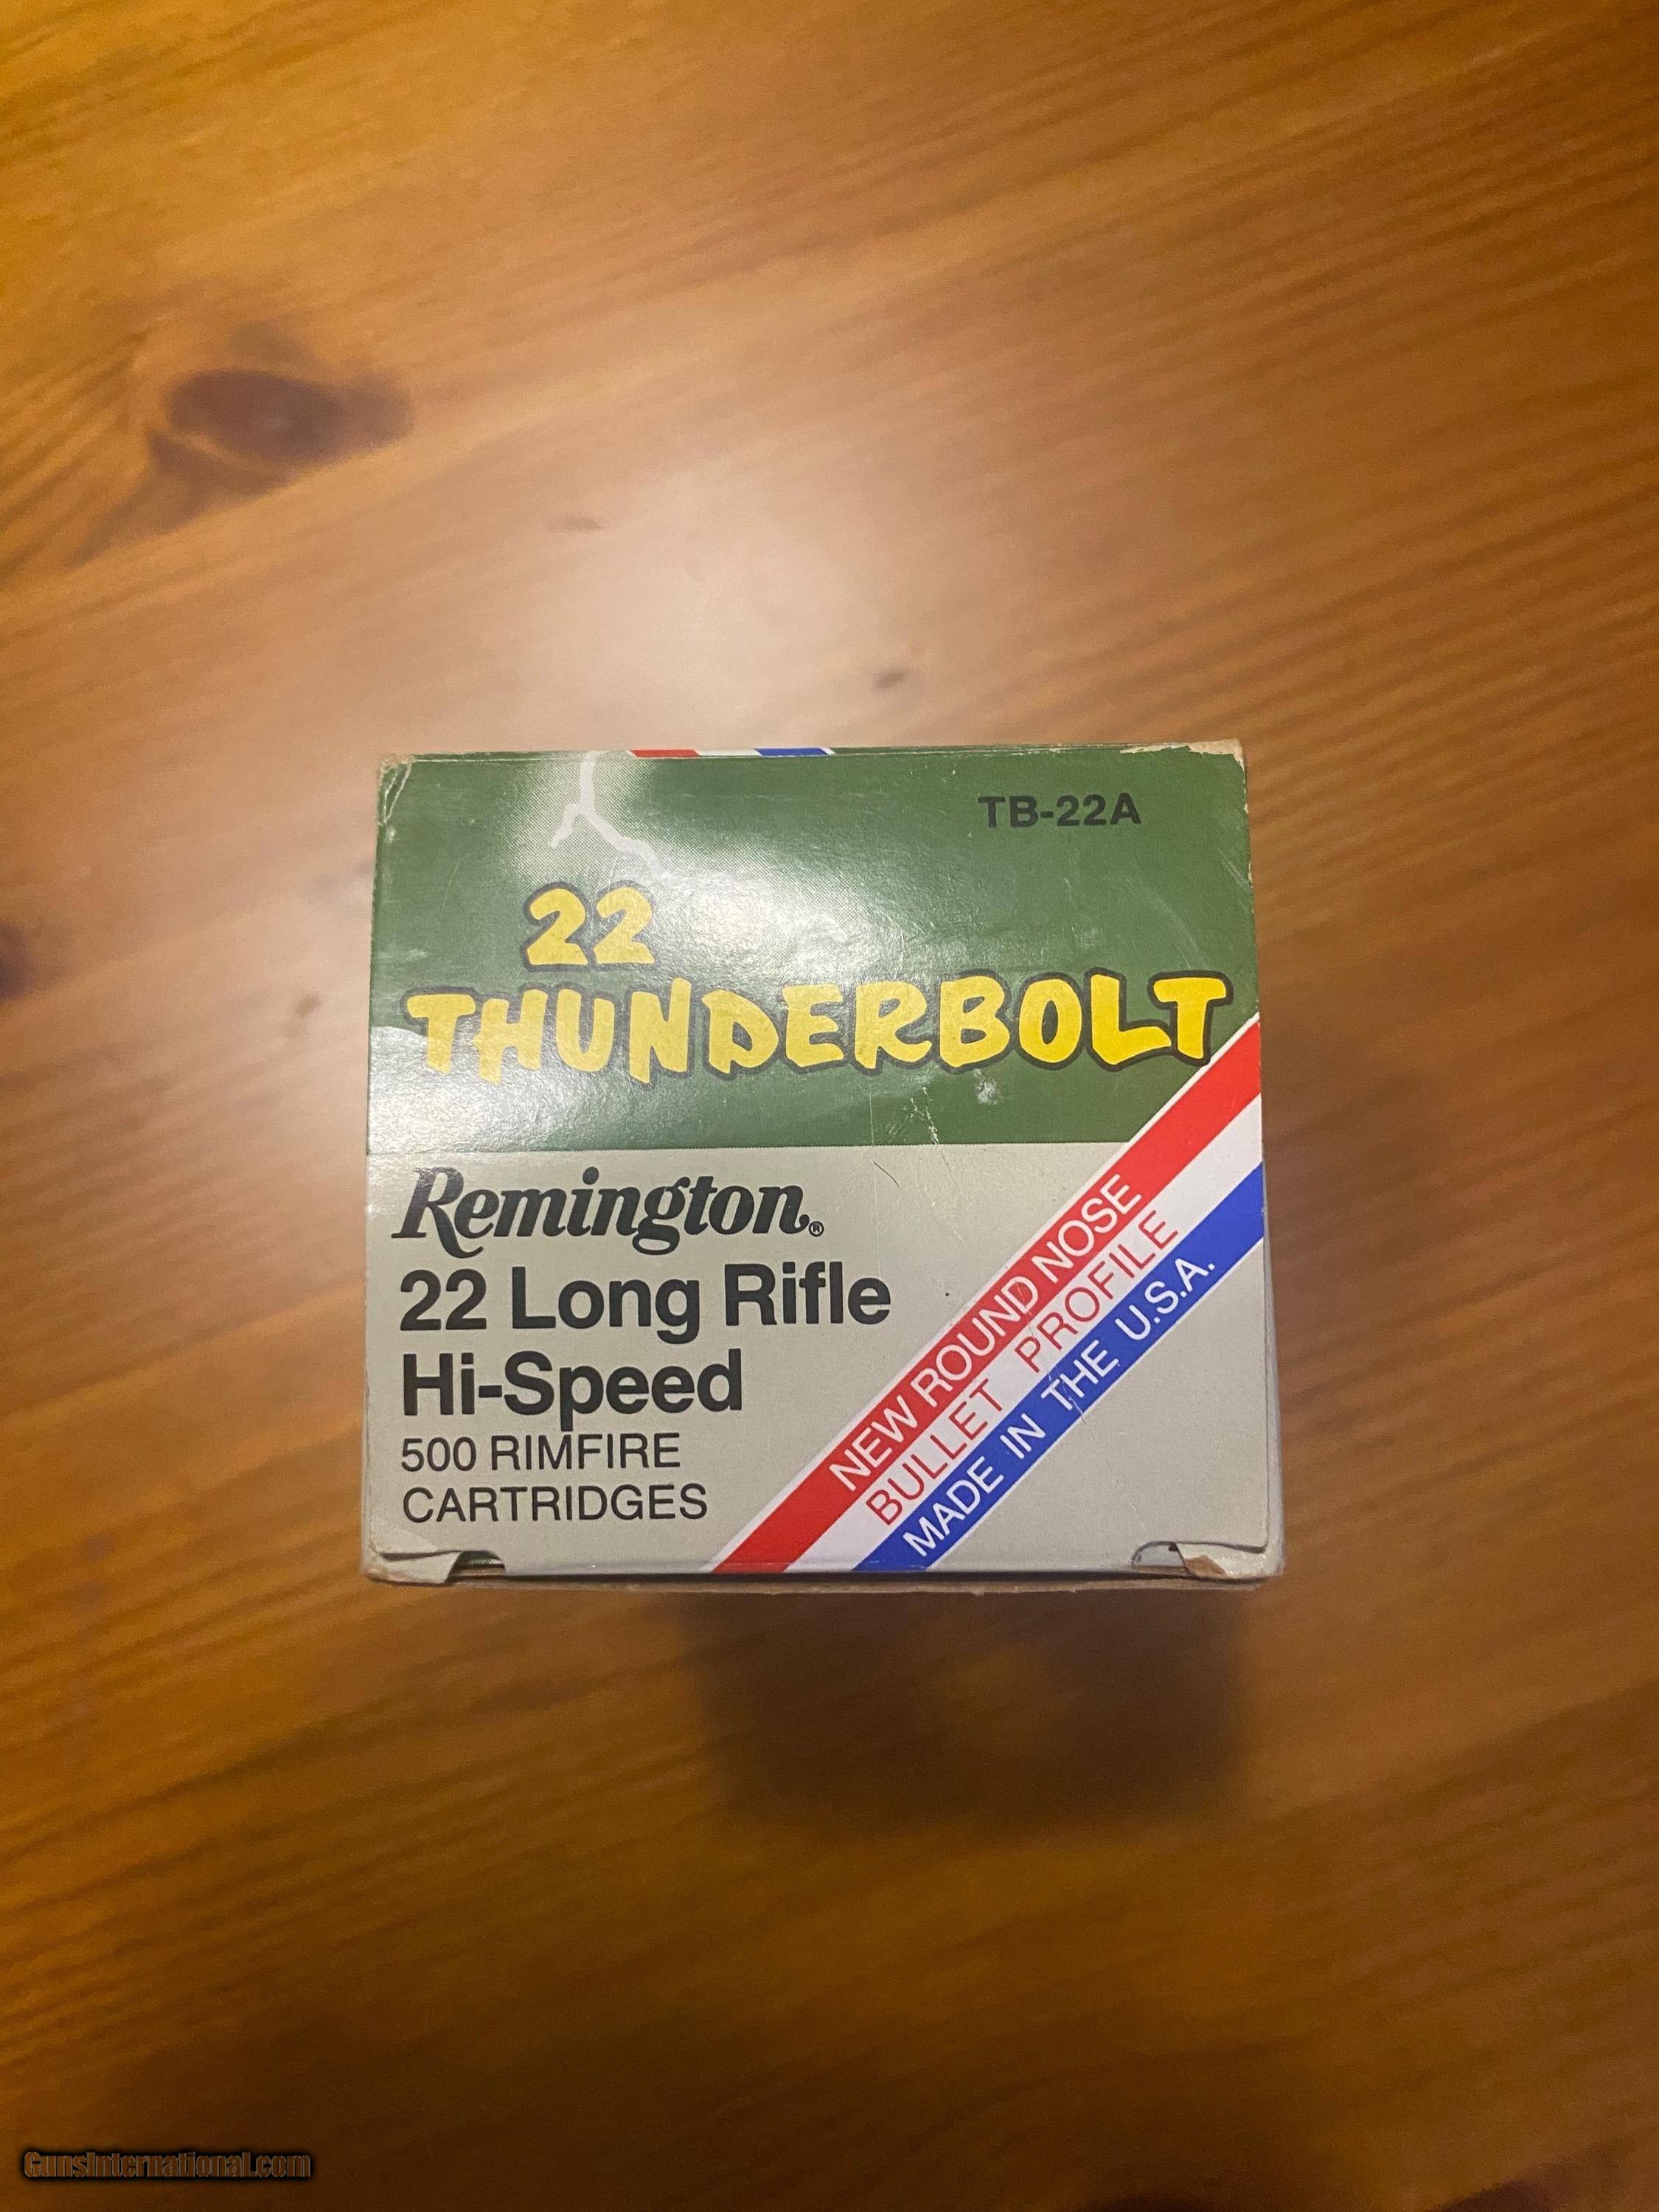 TB-22A
22
THUNDERBOLT
Remington®
22 Long Rifle
Hi-Speed
500 RIMFIRE
CARTRIDGES
NEW ROUND NOSE
BULLET PROFILE
MADE IN THE U.S.A.
GunsInternational.com